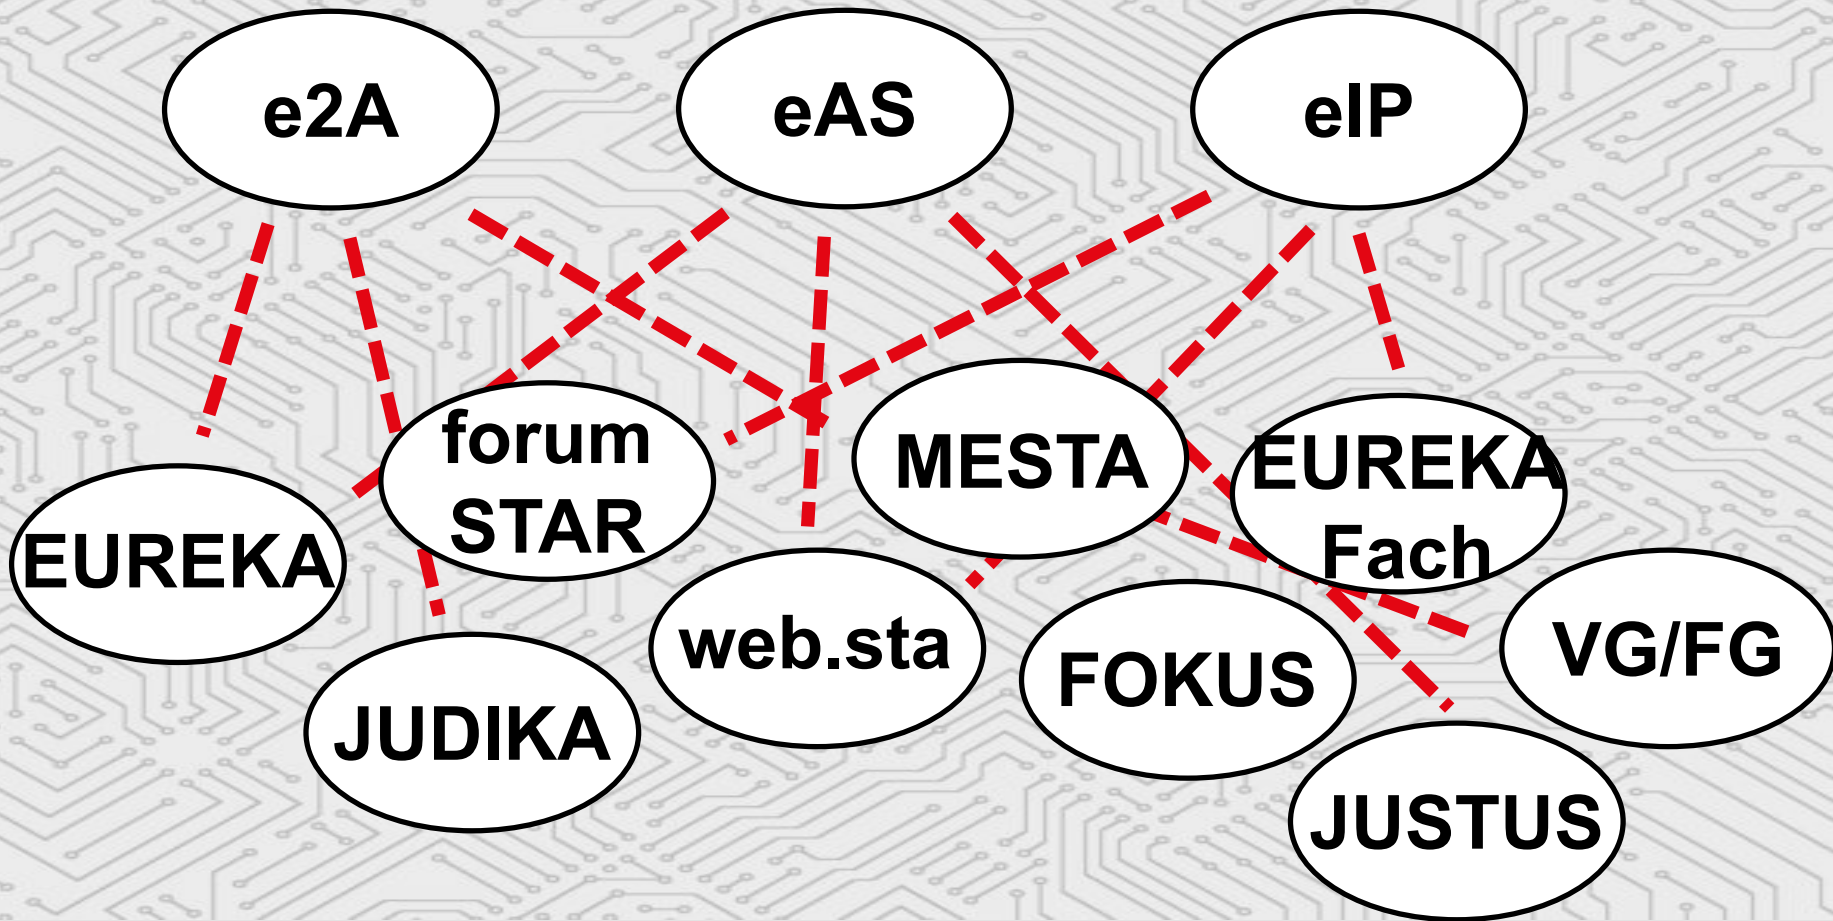 e2A
eAS
eIP
forum
STAR
MESTA
EUREKA
Fach
EUREKA
web.sta
VG/FG
FOKUS
JUDIKA
JUSTUS